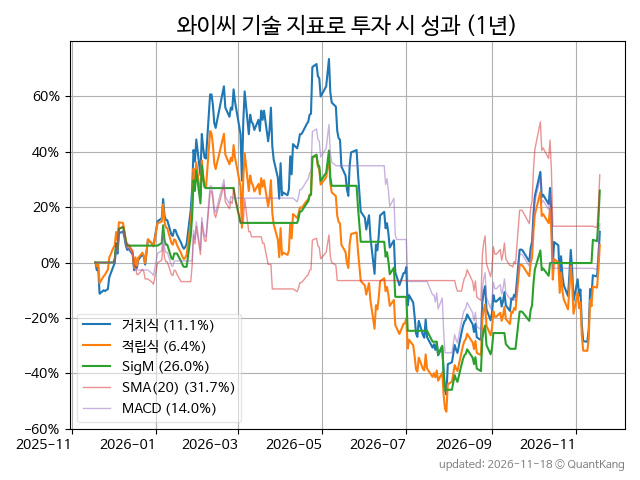 와이씨 기술 지표로 투자 시 성과 (1년)
60%
40%
20%
0%
−20%
−40%
−60%
거치식 (11.1%)
적립식 (6.4%)
SigM (26.0%)
SMA(20) (31.7%)
MACD (14.0%)
2025-11 2026-01 2026-03 2026-05 2026-07 2026-09 2026-11
updated: 2026-11-18 © QuantKang